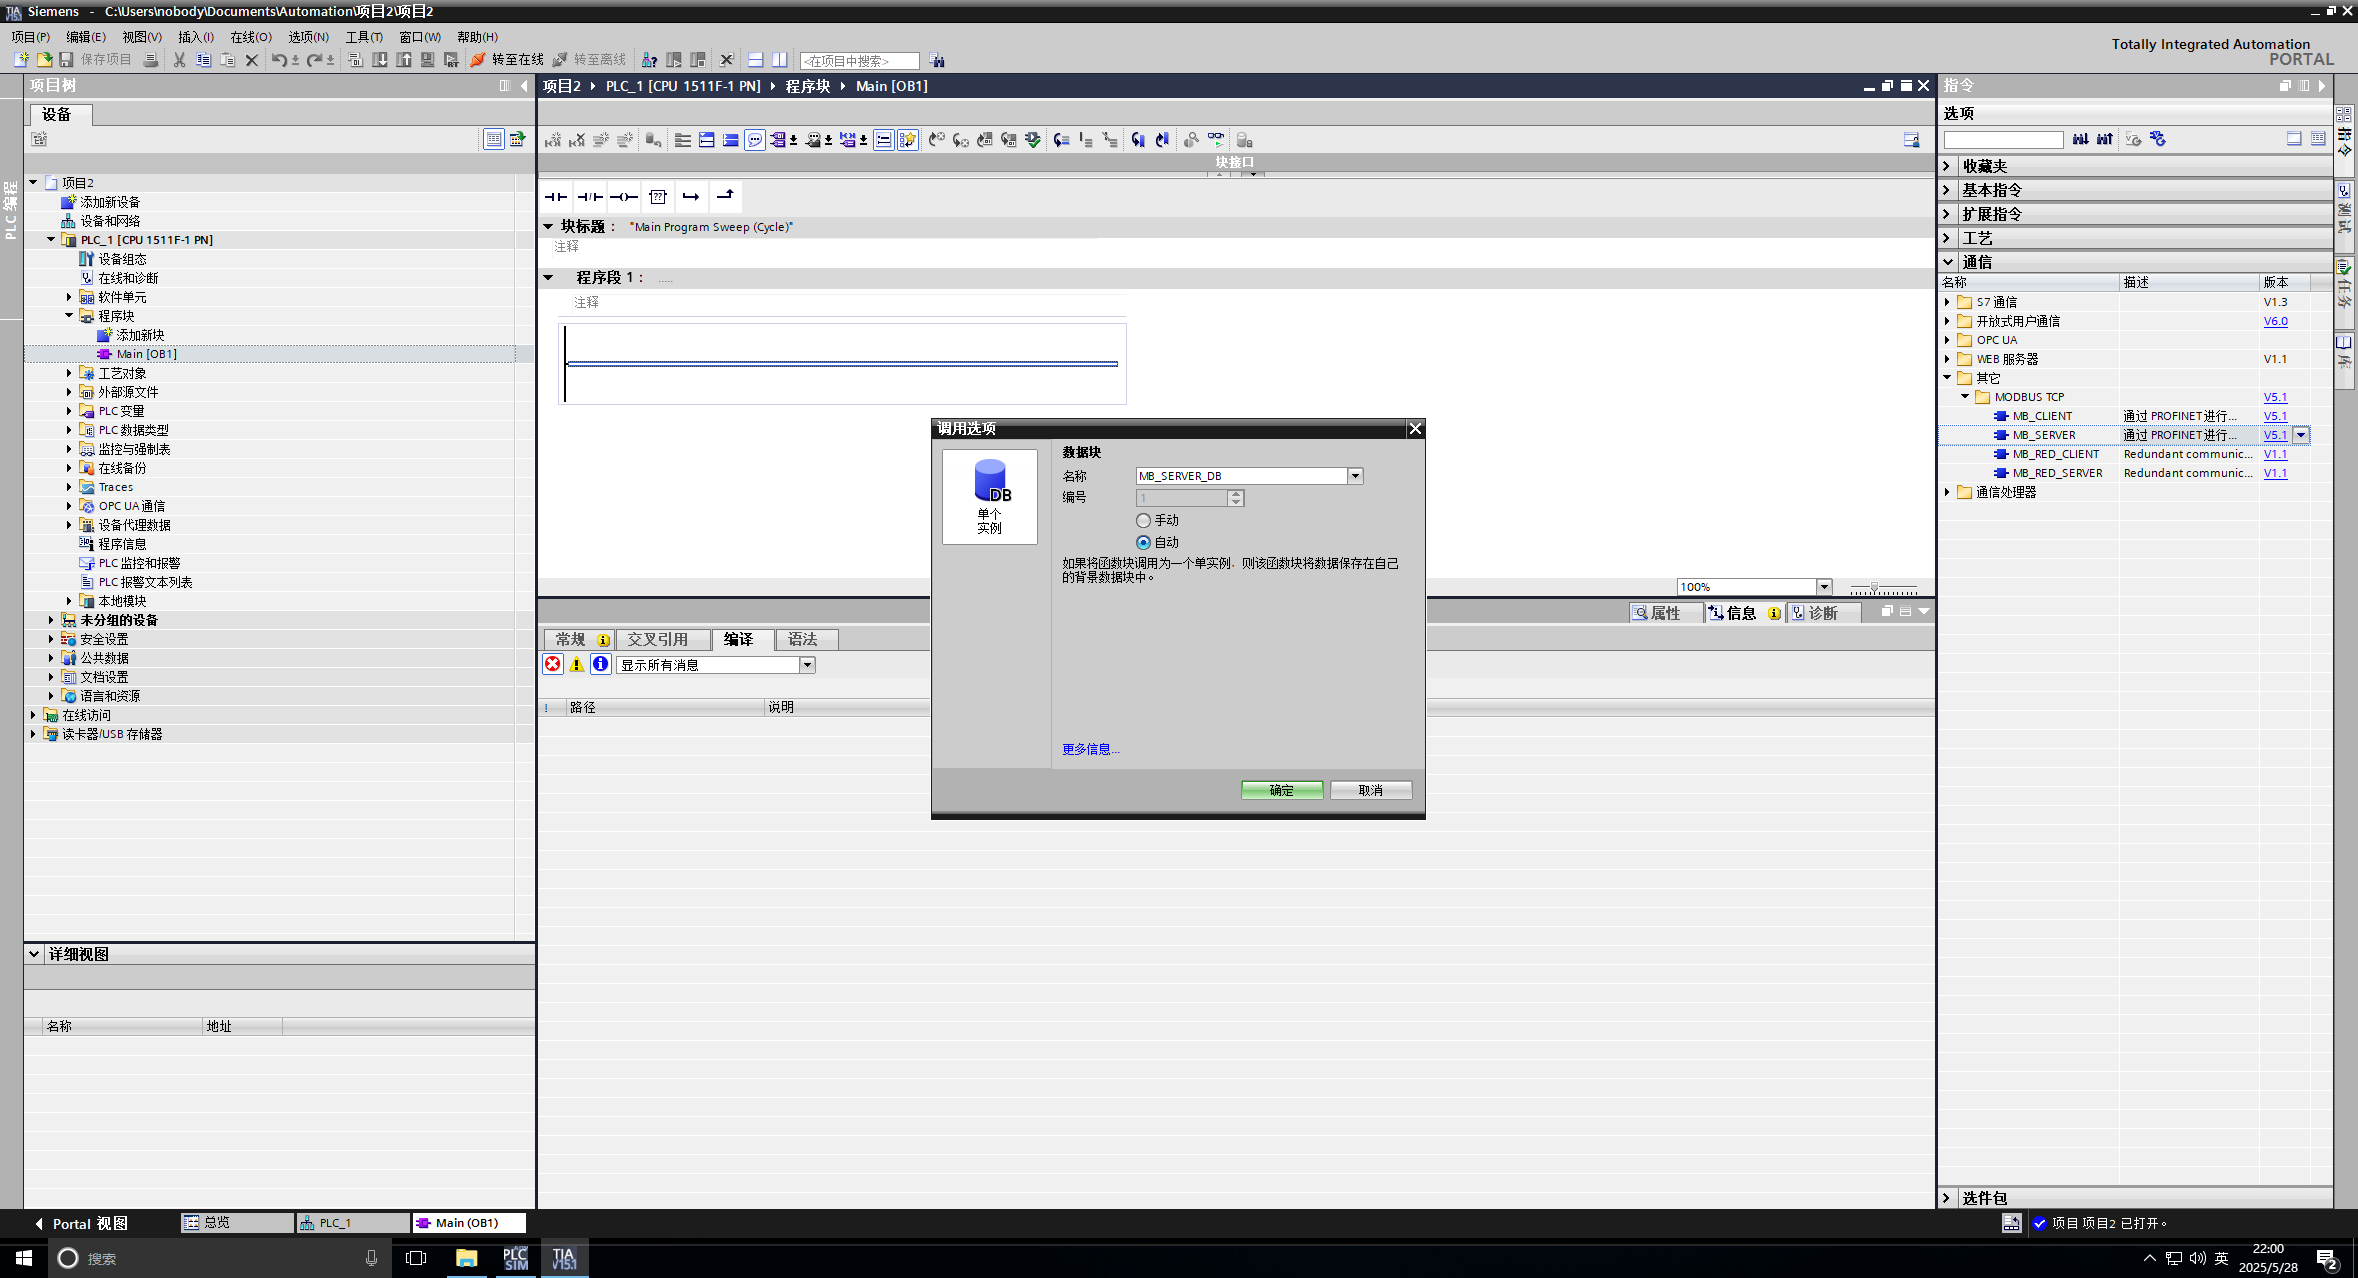 Siemens - C:\Users\nobody\Documents\Automation\项目2\项目2
项目(P) 编辑(E) 视图(V) 插入(I) 在线(O) 选项(N) 工具(T) 窗口(W) 帮助(H)
Totally Integrated Automation
PORTAL
保存项目 转至在线 转至离线 <在项目中搜索>
项目树
设备
PLC 编程
项目2
添加新设备
设备和网络
PLC_1 [CPU 1511F-1 PN]
设备组态
在线和诊断
软件单元
程序块
添加新块
Main [OB1]
工艺对象
外部源文件
PLC 变量
PLC 数据类型
监控与强制表
在线备份
Traces
OPC UA 通信
设备代理数据
程序信息
PLC 监控和报警
PLC 报警文本列表
本地模块
未分组的设备
安全设置
公共数据
文档设置
语言和资源
在线访问
读卡器/USB 存储器
详细视图
名称 地址
项目2 PLC_1 [CPU 1511F-1 PN] 程序块 Main [OB1]
块接口
块标题： "Main Program Sweep (Cycle)"
注释
程序段 1： .....
注释
100%
属性 信息 诊断
常规 交叉引用 编译 语法
显示所有消息
! 路径 说明
调用选项
DB
单个
实例
数据块
名称 MB_SERVER_DB
编号 1
手动
自动
如果将函数块调用为一个单实例，则该函数块将数据保存在自己
的背景数据块中。
更多信息...
确定 取消
指令
选项
收藏夹
基本指令
扩展指令
工艺
通信
名称 描述 版本
S7 通信 V1.3
开放式用户通信 V6.0
OPC UA
WEB 服务器 V1.1
其它
MODBUS TCP V5.1
MB_CLIENT 通过 PROFINET 进行... V5.1
MB_SERVER 通过 PROFINET 进行... V5.1
MB_RED_CLIENT Redundant communic... V1.1
MB_RED_SERVER Redundant communic... V1.1
通信处理器
选件包
测试
任务
库
Portal 视图 总览 PLC_1 Main (OB1)
项目 项目2 已打开。
搜索
PLC SIM
TIA V15.1
英
22:00
2025/5/28
2